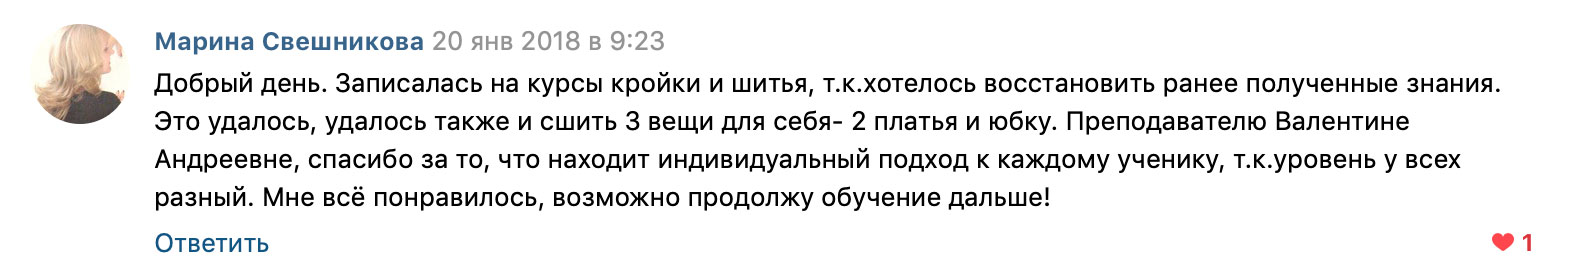 Марина Свешникова 20 янв 2018 в 9:23
Добрый день. Записалась на курсы кройки и шитья, т.к.хотелось восстановить ранее полученные знания.
Это удалось, удалось также и сшить 3 вещи для себя- 2 платья и юбку. Преподавателю Валентине
Андреевне, спасибо за то, что находит индивидуальный подход к каждому ученику, т.к.уровень у всех
разный. Мне всё понравилось, возможно продолжу обучение дальше!
Ответить 1